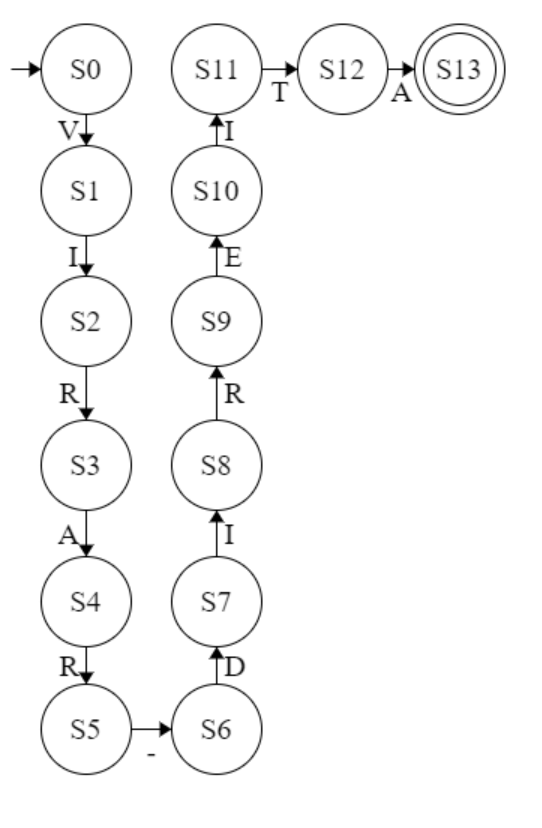 S0 S11 T S12 A S13
V I
S1 S10
I E
S2 S9
R R
S3 S8
A I
S4 S7
R D
S5 - S6